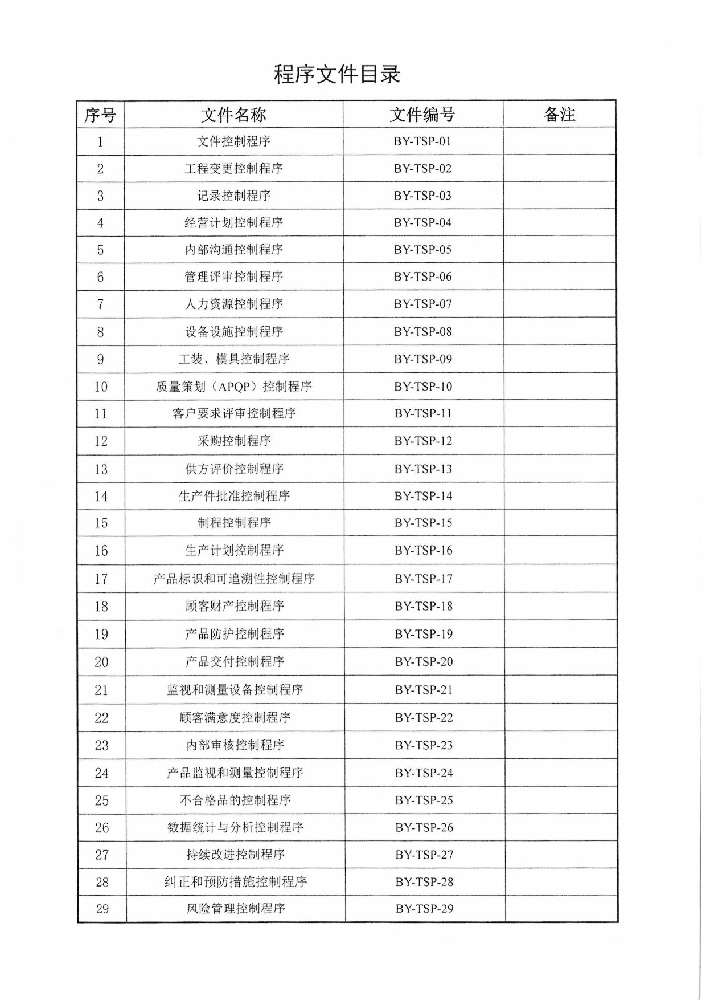 程序文件目录
序号 文件名称 文件编号 备注
1 文件控制程序 BY-TSP-01
2 工程变更控制程序 BY-TSP-02
3 记录控制程序 BY-TSP-03
4 经营计划控制程序 BY-TSP-04
5 内部沟通控制程序 BY-TSP-05
6 管理评审控制程序 BY-TSP-06
7 人力资源控制程序 BY-TSP-07
8 设备设施控制程序 BY-TSP-08
9 工装、模具控制程序 BY-TSP-09
10 质量策划（APQP）控制程序 BY-TSP-10
11 客户要求评审控制程序 BY-TSP-11
12 采购控制程序 BY-TSP-12
13 供方评价控制程序 BY-TSP-13
14 生产件批准控制程序 BY-TSP-14
15 制程控制程序 BY-TSP-15
16 生产计划控制程序 BY-TSP-16
17 产品标识和可追溯性控制程序 BY-TSP-17
18 顾客财产控制程序 BY-TSP-18
19 产品防护控制程序 BY-TSP-19
20 产品交付控制程序 BY-TSP-20
21 监视和测量设备控制程序 BY-TSP-21
22 顾客满意度控制程序 BY-TSP-22
23 内部审核控制程序 BY-TSP-23
24 产品监视和测量控制程序 BY-TSP-24
25 不合格品的控制程序 BY-TSP-25
26 数据统计与分析控制程序 BY-TSP-26
27 持续改进控制程序 BY-TSP-27
28 纠正和预防措施控制程序 BY-TSP-28
29 风险管理控制程序 BY-TSP-29